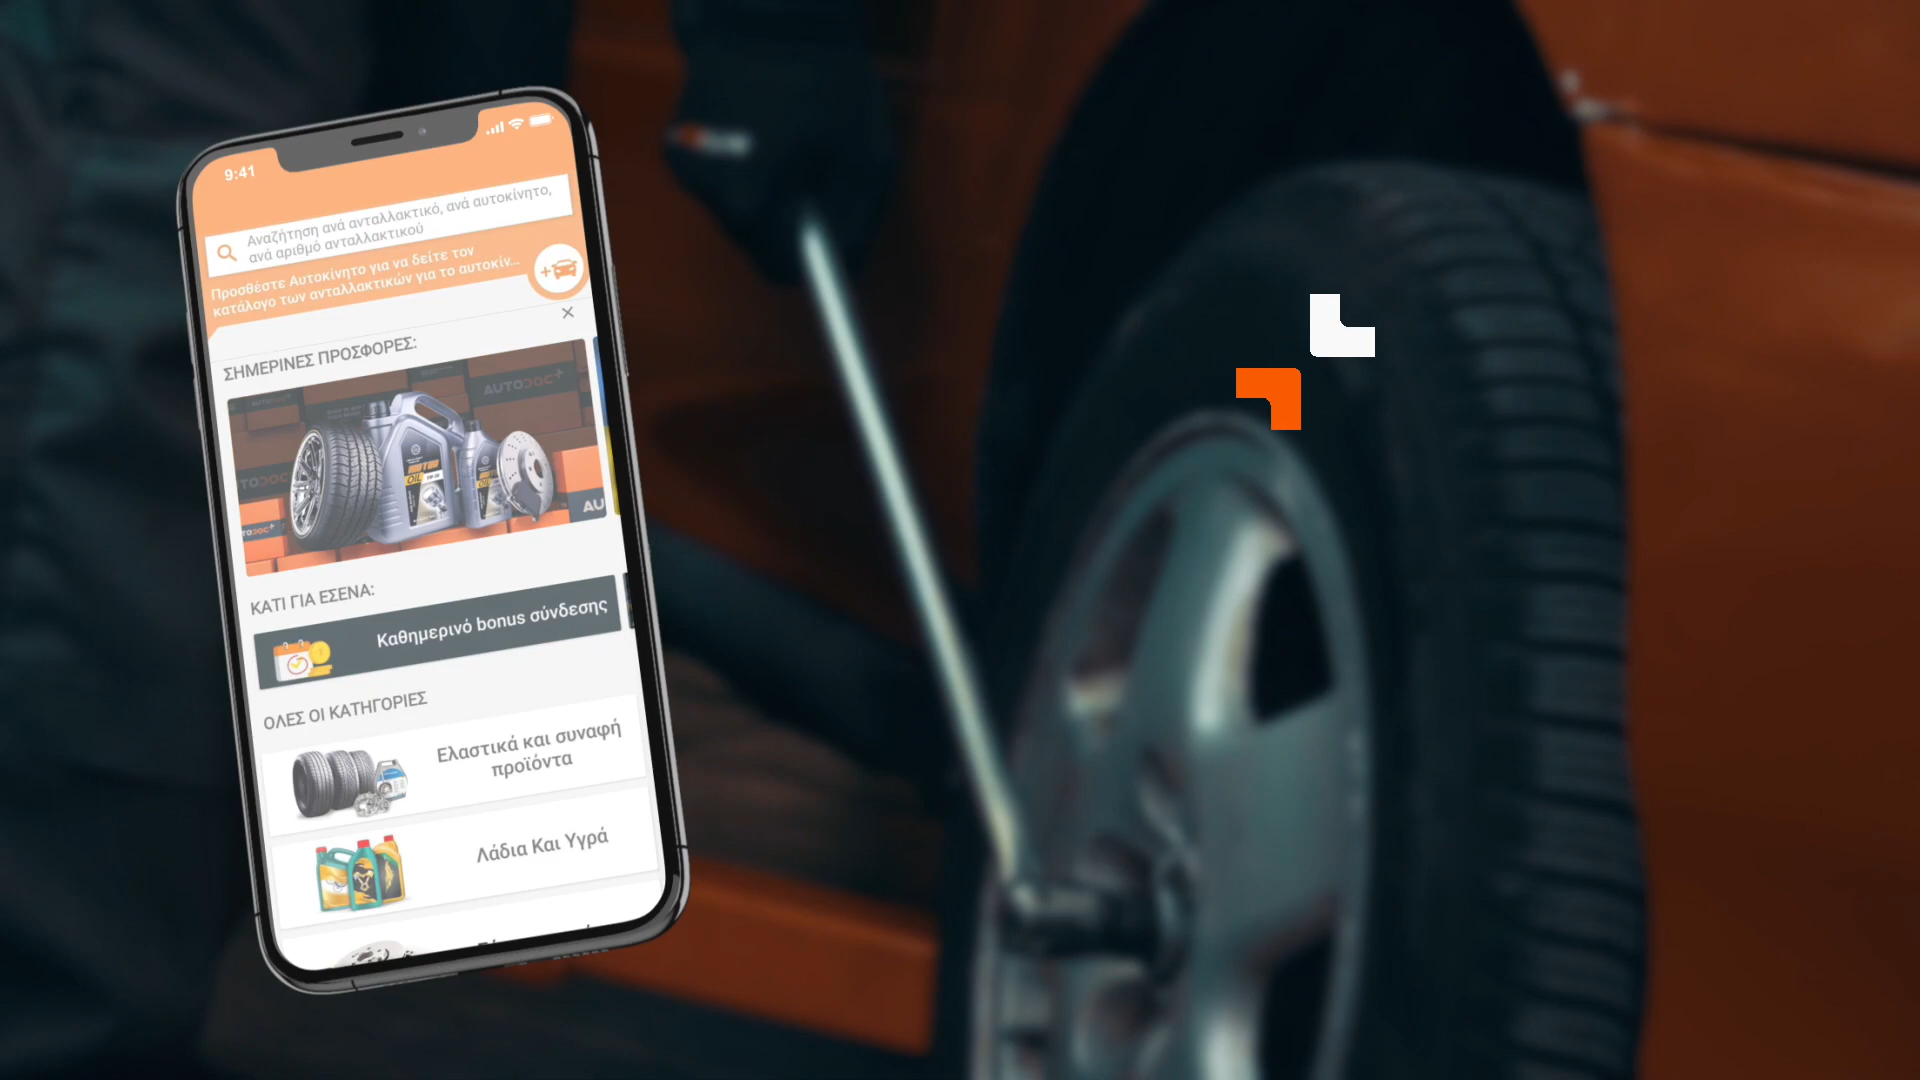 9:41
Αναζήτηση ανά ανταλλακτικό, ανά αυτοκίνητο,
ανά αριθμό ανταλλακτικού
Προσθέστε Αυτοκίνητο για να δείτε τον
κατάλογο των ανταλλακτικών για το αυτοκίν...
ΣΗΜΕΡΙΝΕΣ ΠΡΟΣΦΟΡΕΣ:
AUTODOC+
OIL
AU
ΚΑΤΙ ΓΙΑ ΕΣΕΝΑ:
Καθημερινό bonus σύνδεσης
ΟΛΕΣ ΟΙ ΚΑΤΗΓΟΡΙΕΣ
Ελαστικά και συναφή
προϊόντα
Λάδια Και Υγρά